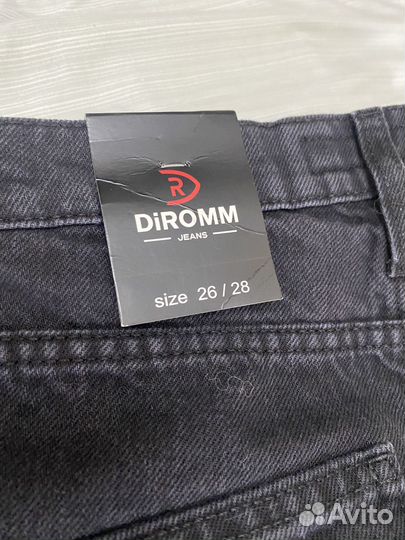 R
DiROMM
JEANS
size 26 / 28
Avito